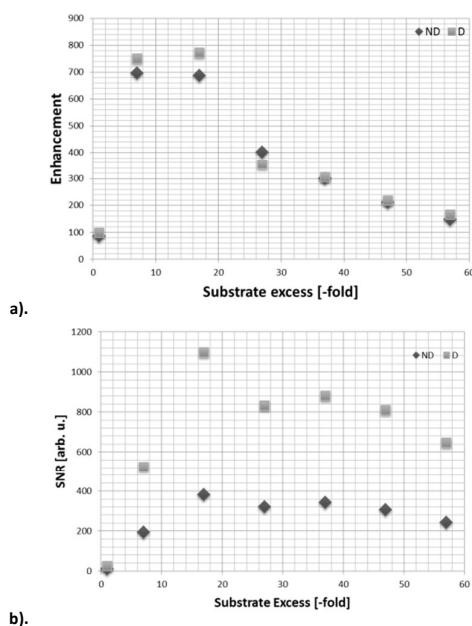 900
800
700
600
500
400
300
200
100
0
Enhancement
ND D
0 10 20 30 40 50 60
Substrate excess [-fold]
a).
1200
1000
800
600
400
200
0
SNR [arb. u.]
ND D
0 10 20 30 40 50 60
Substrate Excess [-fold]
b).